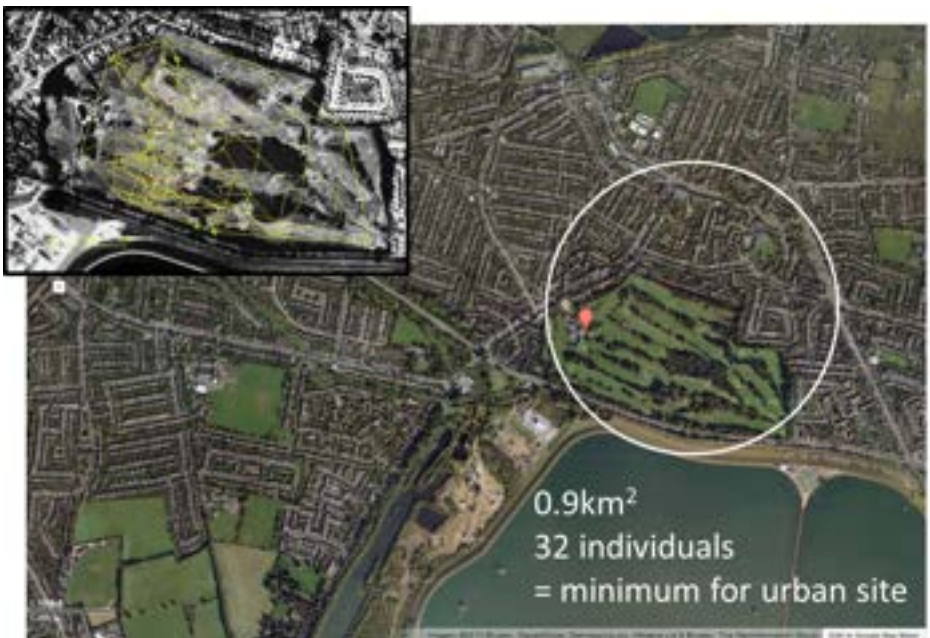 0.9km²
32 individuals
= minimum for urban site